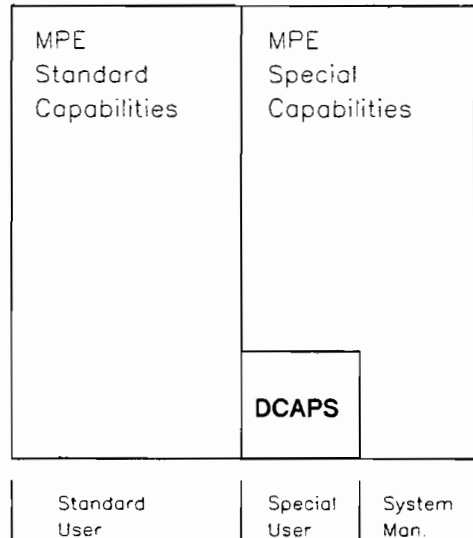 MPE
Standard
Capabilities
MPE
Special
Capabilities
DCAPS
Standard
User
Special
User
System
Man.